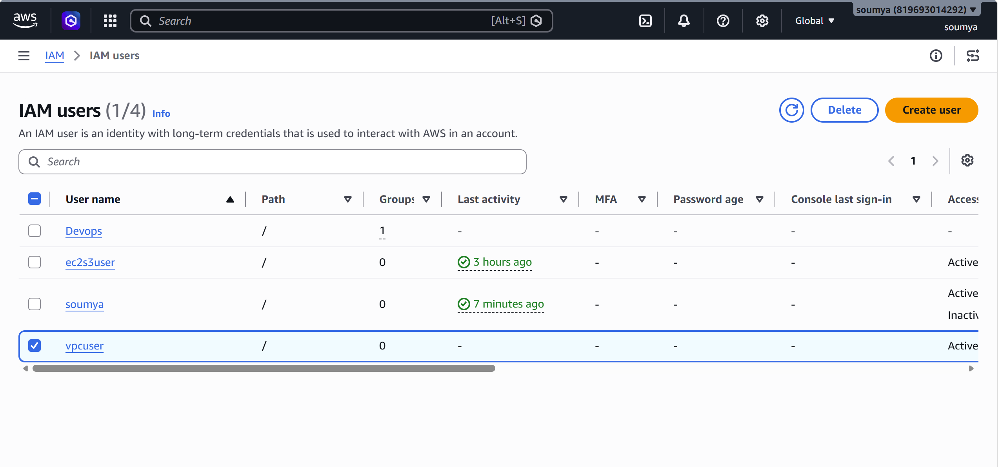 aws
Search [Alt+S]
Global
soumya (819693014292)
soumya
IAM
IAM users
IAM users (1/4) Info
Delete
Create user
An IAM user is an identity with long-term credentials that is used to interact with AWS in an account.
Search
1
User name Path Groups Last activity MFA Password age Console last sign-in Access
Devops / 1 - - - - -
ec2s3user / 0 3 hours ago - - - Active
soumya / 0 7 minutes ago - - - Active
Inactiv
vpcuser / 0 - - - - Active